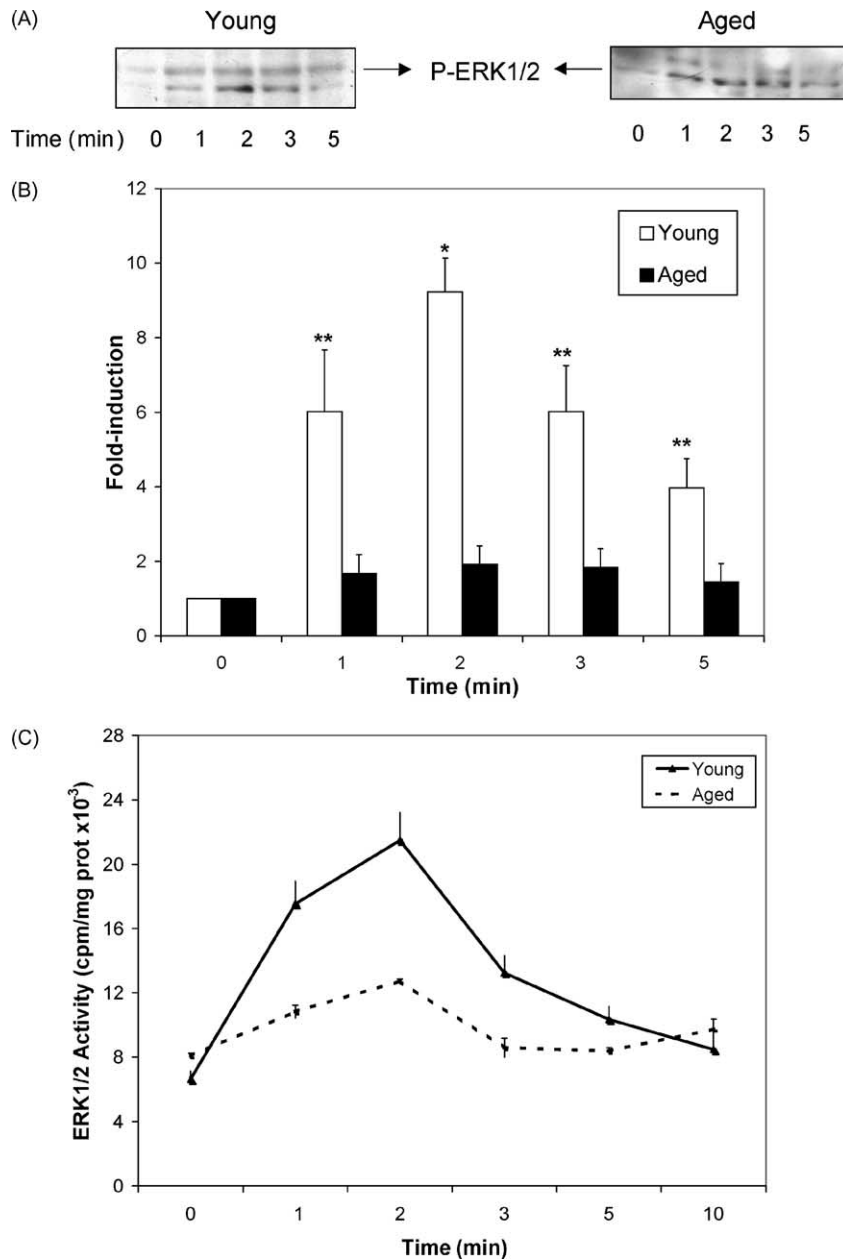 (A)
Young
Aged
P-ERK1/2
Time (min) 0 1 2 3 5
0 1 2 3 5
(B)
12
10
8
6
4
2
0
Fold-induction
Young
Aged
**
*
**
**
0 1 2 3 5
Time (min)
(C)
28
24
20
16
12
8
4
0
ERK1/2 Activity (cpm/mg prot x10-3)
Young
Aged
0 1 2 3 5 10
Time (min)